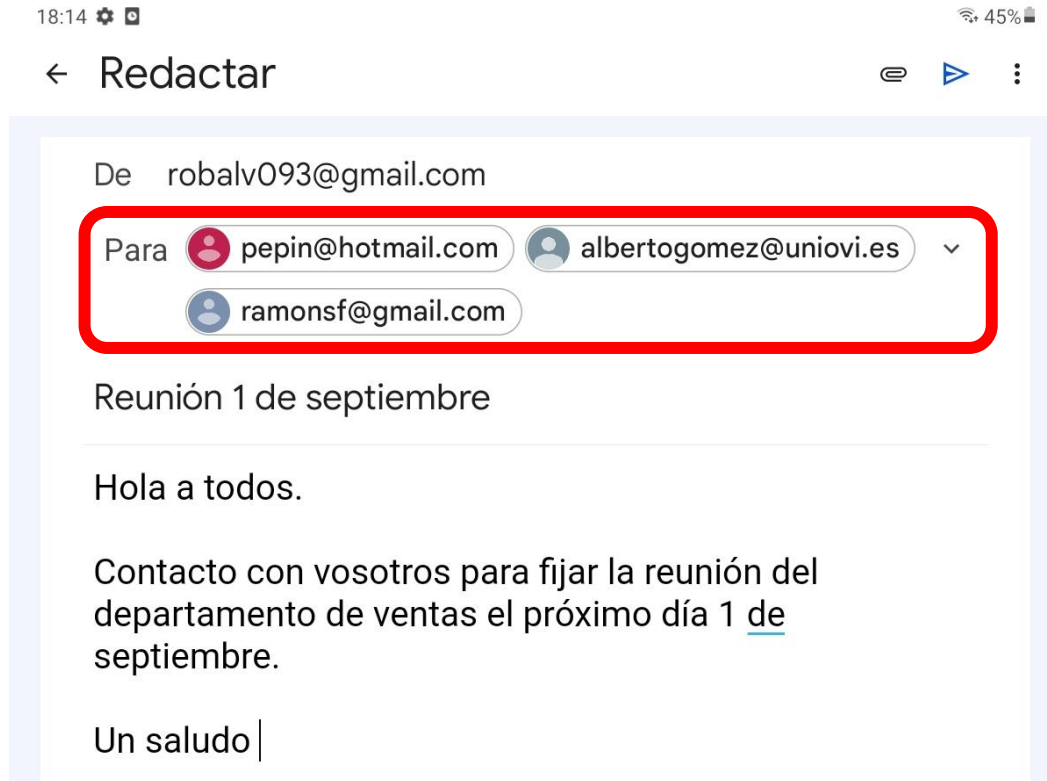 18:14 45%
Redactar
De robalv093@gmail.com
Para pepin@hotmail.com albertogomez@uniovi.es
ramonsf@gmail.com
Reunión 1 de septiembre
Hola a todos.
Contacto con vosotros para fijar la reunión del
departamento de ventas el próximo día 1 de
septiembre.
Un saludo